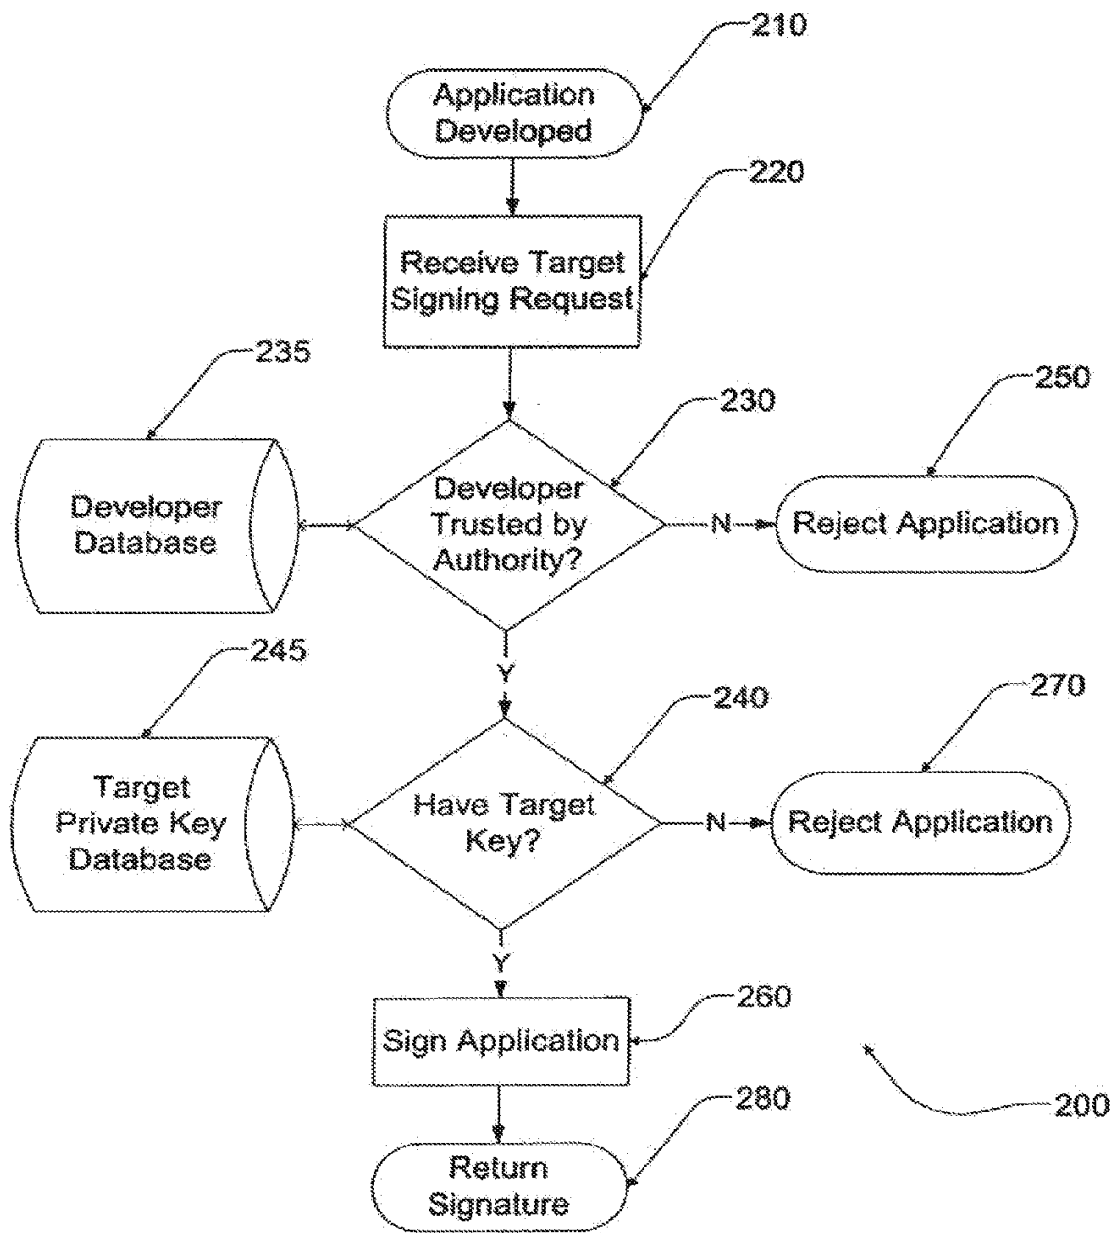 210
Application
Developed
220
Receive Target
Signing Request
235
230
250
Developer
Database
Developer
Trusted by
Authority?
N
Reject Application
Y
245
240
270
Target
Private Key
Database
Have Target
Key?
N
Reject Application
Y
260
Sign Application
280
200
Return
Signature